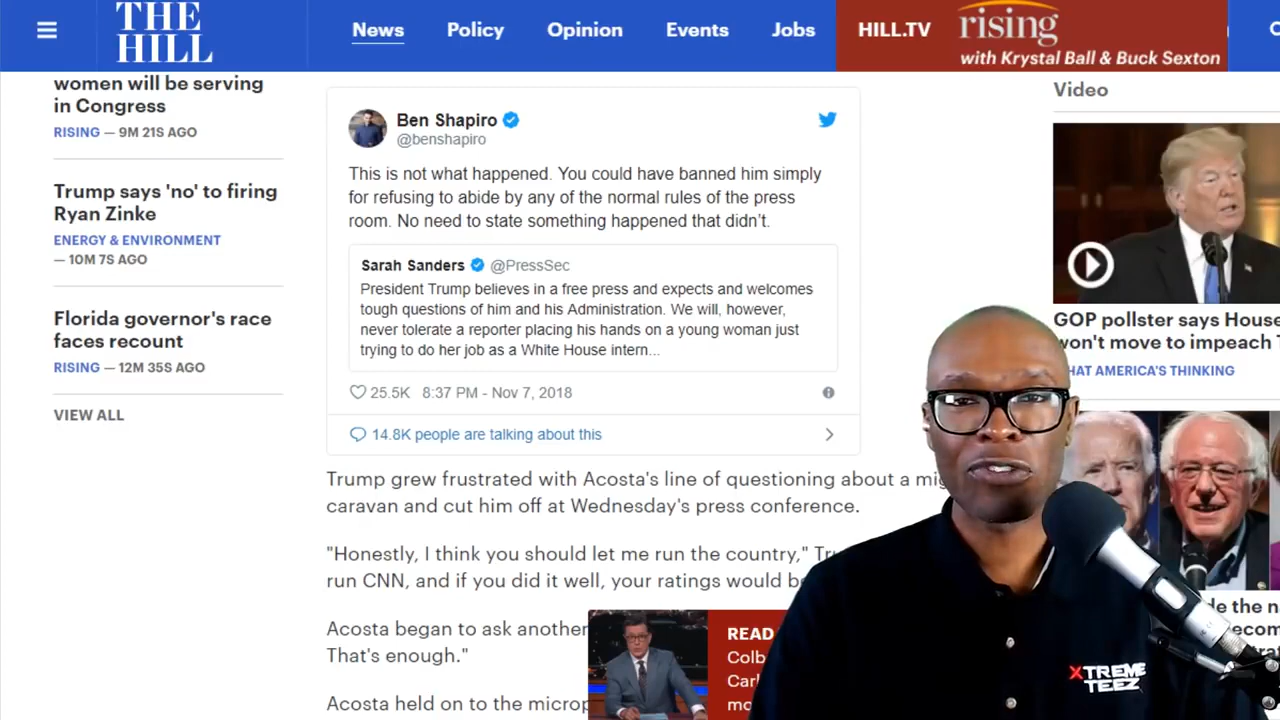 THE
HILL
News
Policy
Opinion
Events
Jobs
HILL.TV
rising
with Krystal Ball & Buck Sexton
women will be serving
in Congress
RISING — 9M 21S AGO
Trump says 'no' to firing
Ryan Zinke
ENERGY & ENVIRONMENT
— 10M 7S AGO
Florida governor's race
faces recount
RISING — 12M 35S AGO
VIEW ALL
Ben Shapiro
@benshapiro
This is not what happened. You could have banned him simply
for refusing to abide by any of the normal rules of the press
room. No need to state something happened that didn't.
Sarah Sanders @PressSec
President Trump believes in a free press and expects and welcomes
tough questions of him and his Administration. We will, however,
never tolerate a reporter placing his hands on a young woman just
trying to do her job as a White House intern...
25.5K 8:37 PM - Nov 7, 2018
14.8K people are talking about this
Trump grew frustrated with Acosta's line of questioning about a
caravan and cut him off at Wednesday's press conference.
"Honestly, I think you should let me run the country,"
run CNN, and if you did it well, your ratings would
Acosta began to ask another
That's enough."
Acosta held on to the
READ
Video
GOP pollster says House
won't move to impeach
WHAT AMERICA'S THINKING
XTREME
TEEZ